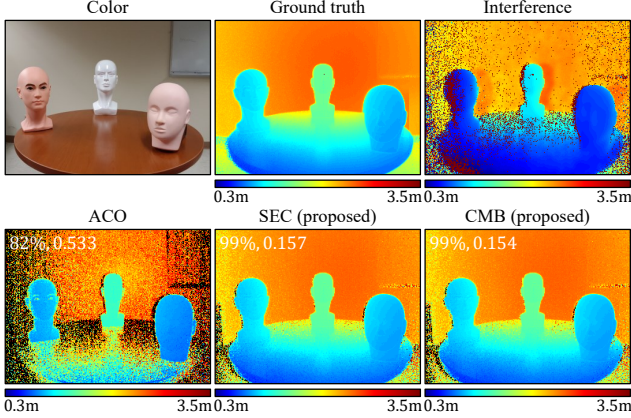 Color Ground truth Interference
0.3m 3.5m 0.3m 3.5m
ACO SEC (proposed) CMB (proposed)
82%, 0.533 99%, 0.157 99%, 0.154
0.3m 3.5m 0.3m 3.5m 0.3m 3.5m